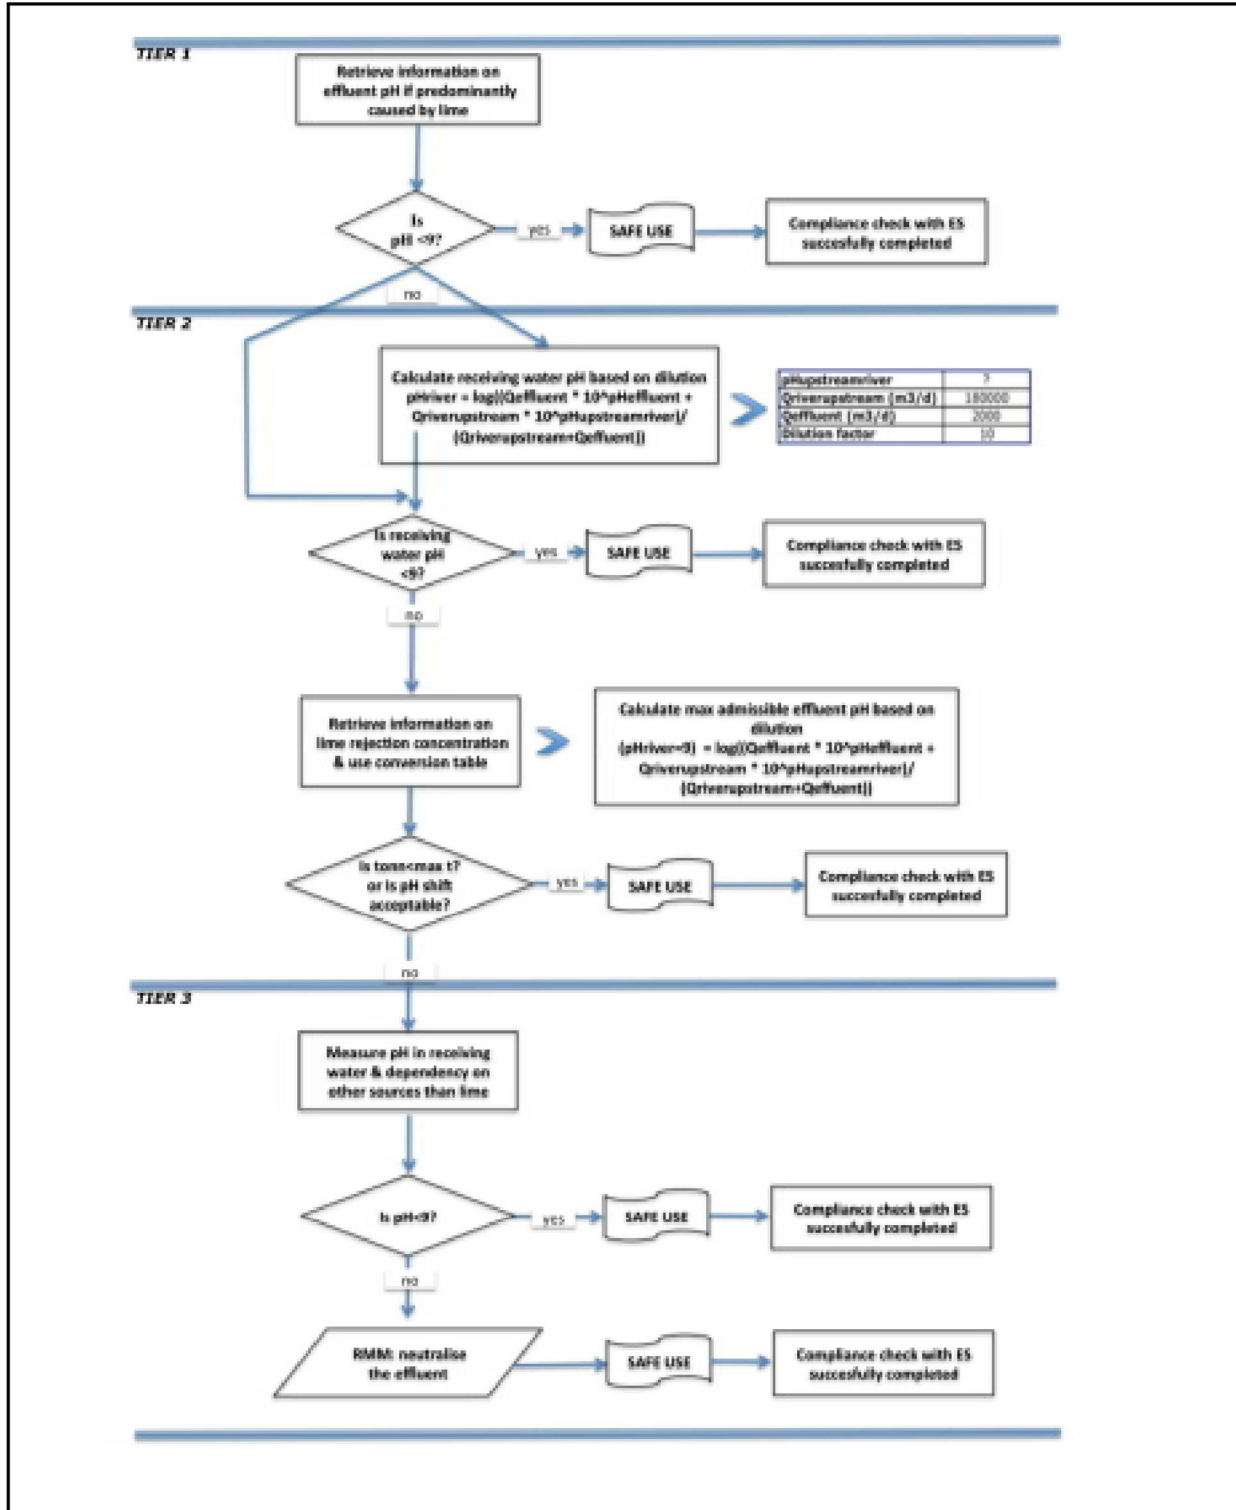 TIER 1
Retrieve information on
effluent pH if predominantly
caused by lime
Is
pH <9?
yes
SAFE USE
Compliance check with ES
succesfully completed
no
TIER 2
Calculate receiving water pH based on dilution
pHriver = log((Qeffluent * 10^pHeffluent +
Qriverupstream * 10^pHupstreamriver)/
(Qriverupstream+Qeffluent))
pHupstreamriver ?
Qriverupstream (m3/d) 180000
Qeffluent (m3/d) 2000
Dilution factor 10
Is receiving
water pH
<9?
yes
SAFE USE
Compliance check with ES
succesfully completed
no
Retrieve information on
lime rejection concentration
& use conversion table
Calculate max admissible effluent pH based on
dilution
(pHriver=9) = log((Qeffluent * 10^pHeffluent +
Qriverupstream * 10^pHupstreamriver)/
(Qriverupstream+Qeffuent))
Is tonn<max t?
or is pH shift
acceptable?
yes
SAFE USE
Compliance check with ES
succesfully completed
no
TIER 3
Measure pH in receiving
water & dependency on
other sources than lime
Is pH<9?
yes
SAFE USE
Compliance check with ES
succesfully completed
no
RMM: neutralise
the effluent
SAFE USE
Compliance check with ES
succesfully completed